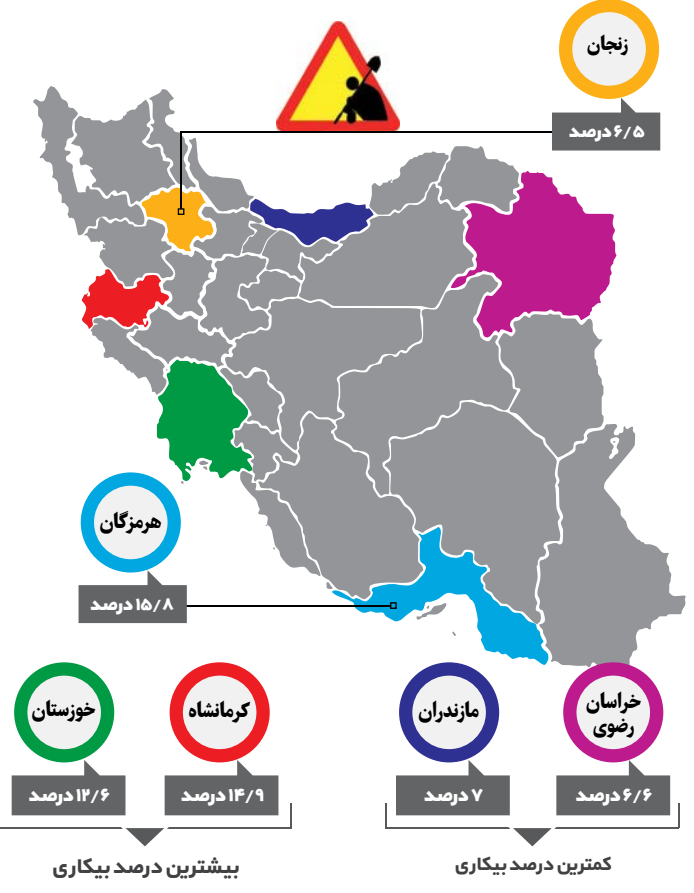 زنجان
۶/۵ درصد
هرمزگان
۱۵/۸ درصد
خراسان
رضوی
۶/۶ درصد
مازندران
۷ درصد
کمترین درصد بیکاری
کرمانشاه
۱۴/۹ درصد
خوزستان
۱۲/۶ درصد
بیشترین درصد بیکاری